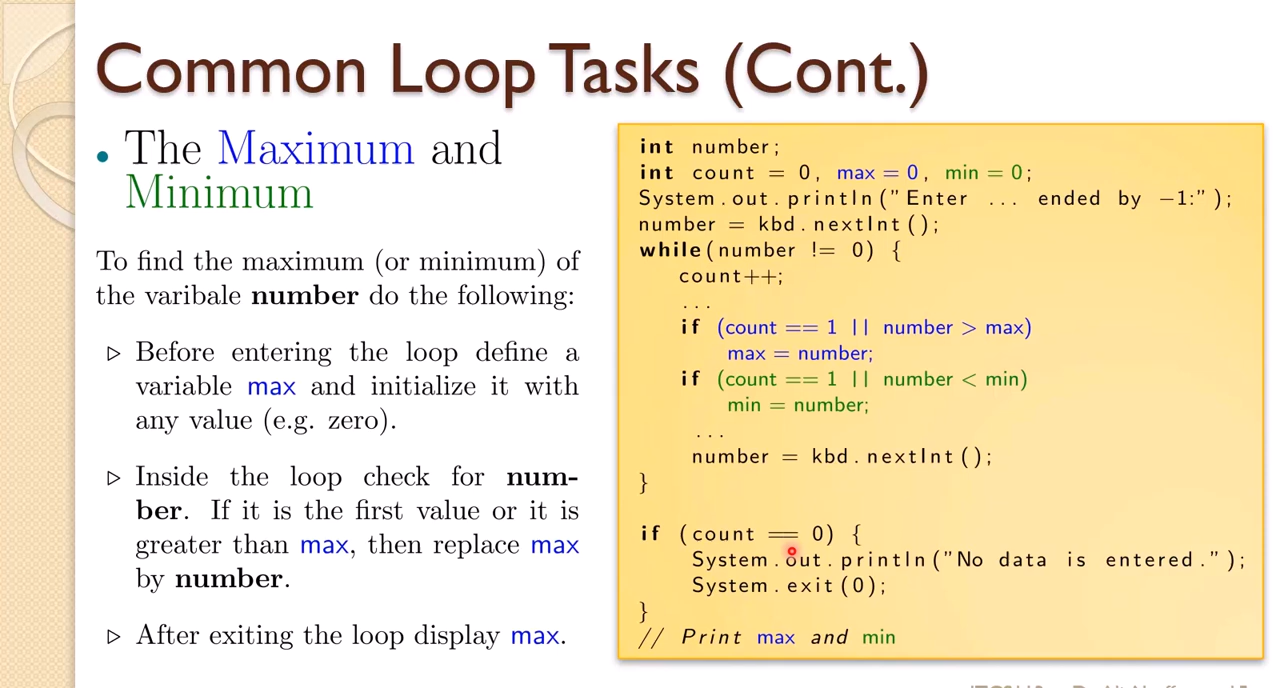 Common Loop Tasks (Cont.)
• The Maximum and
Minimum
To find the maximum (or minimum) of
the varibale number do the following:
▷ Before entering the loop define a
variable max and initialize it with
any value (e.g. zero).
▷ Inside the loop check for num-
ber. If it is the first value or it is
greater than max, then replace max
by number.
▷ After exiting the loop display max.
int number;
int count = 0, max = 0, min = 0;
System.out.println("Enter ... ended by −1:");
number = kbd.nextInt();
while(number != 0) {
count++;
...
if (count == 1 || number > max)
max = number;
if (count == 1 || number < min)
min = number;
...
number = kbd.nextInt();
}
if (count == 0) {
System.out.println("No data is entered.");
System.exit(0);
}
// Print max and min